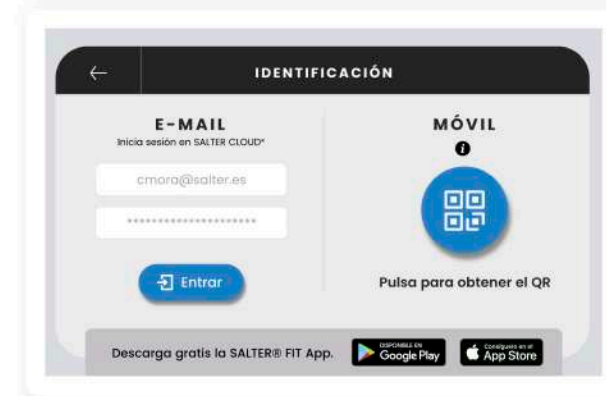 IDENTIFICACIÓN
E-MAIL
Inicia sesión en SALTER CLOUD*
cmora@salter.es
********************
Entrar
MÓVIL
i
Pulsa para obtener el QR
Descarga gratis la SALTER® FIT App.
DISPONIBLE EN
Google Play
Consíguelo en el
App Store